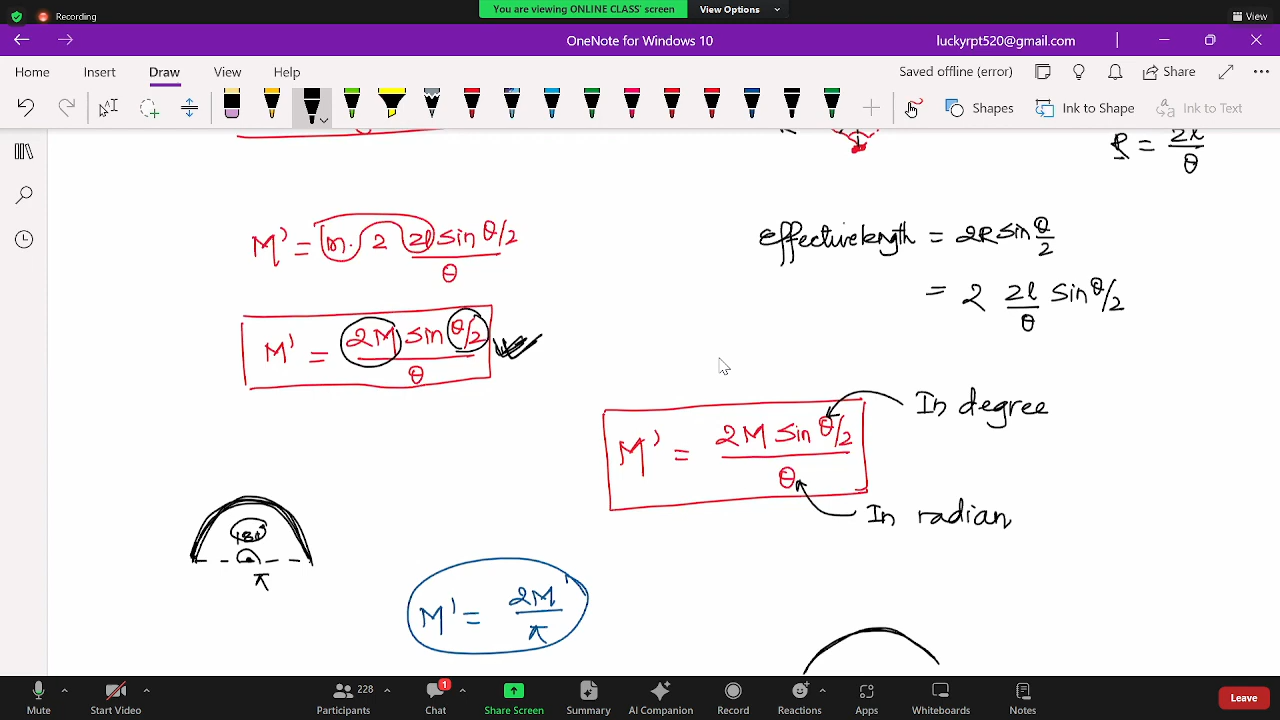 Recording
You are viewing ONLINE CLASS' screen
View Options
View
OneNote for Windows 10
luckyrpt520@gmail.com
Home
Insert
Draw
View
Help
Saved offline (error)
Share
Shapes
Ink to Shape
Ink to Text
R = 2l/θ
M' = m. 2 2l sin θ/2 / θ
effective length = 2R sin θ/2
= 2 2l/θ sin θ/2
M' = 2M sin θ/2 / θ
In degree
M' = 2M sin θ/2 / θ
In radian
180°
π
M' = 2M/π
Mute
Start Video
Participants
228
Chat
1
Share Screen
Summary
AI Companion
Record
Reactions
Apps
Whiteboards
Notes
Leave